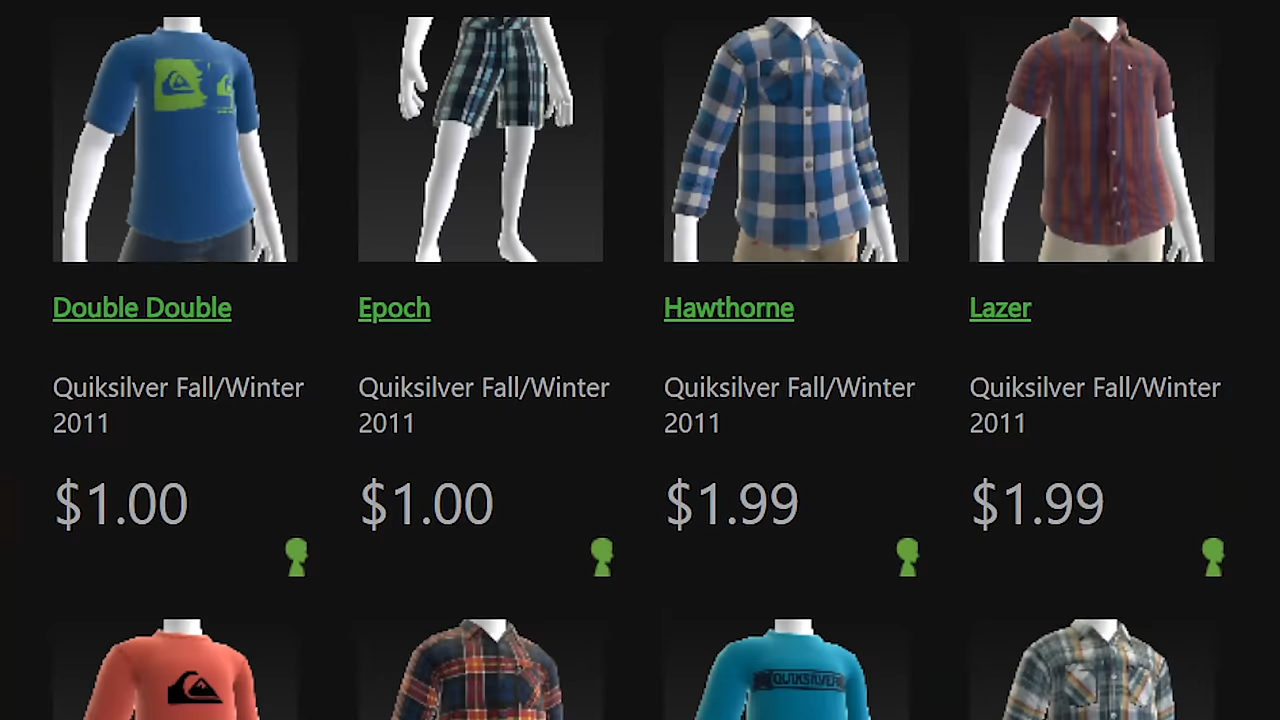 Double Double
Epoch
Hawthorne
Lazer
Quiksilver Fall/Winter
2011
Quiksilver Fall/Winter
2011
Quiksilver Fall/Winter
2011
Quiksilver Fall/Winter
2011
$1.00
$1.00
$1.99
$1.99
QUIKSILVER